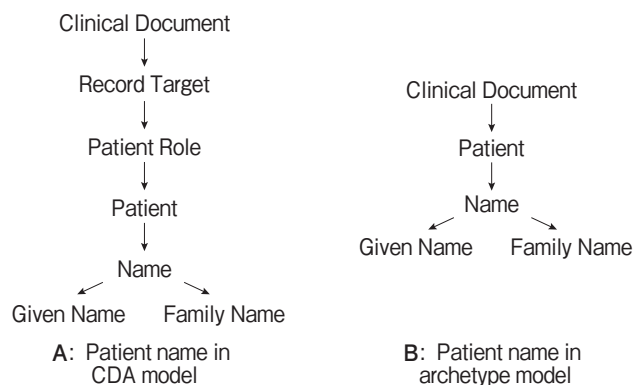 Clinical Document
Record Target
Patient Role
Patient
Name
Given Name Family Name
A: Patient name in
CDA model
Clinical Document
Patient
Name
Given Name Family Name
B: Patient name in
archetype model